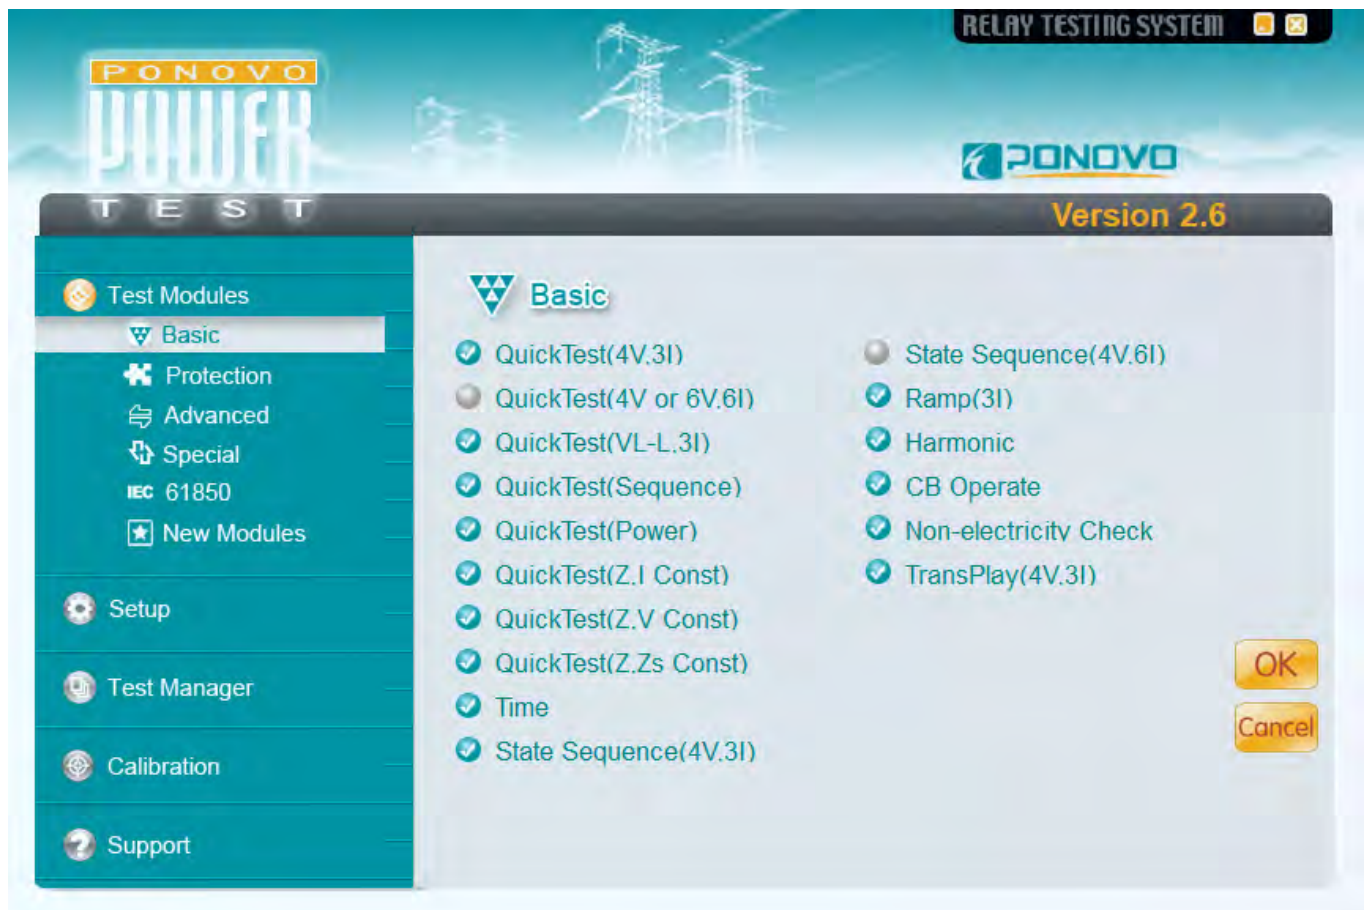 RELAY TESTING SYSTEM
PONOVO
POWER
TEST
PONOVO
Version 2.6
Test Modules
Basic
Protection
Advanced
Special
IEC 61850
New Modules
Setup
Test Manager
Calibration
Support
Basic
QuickTest(4V,3I)
QuickTest(4V or 6V,6I)
QuickTest(VL-L,3I)
QuickTest(Sequence)
QuickTest(Power)
QuickTest(Z,I Const)
QuickTest(Z,V Const)
QuickTest(Z,Zs Const)
Time
State Sequence(4V,3I)
State Sequence(4V,6I)
Ramp(3I)
Harmonic
CB Operate
Non-electricity Check
TransPlay(4V,3I)
OK
Cancel